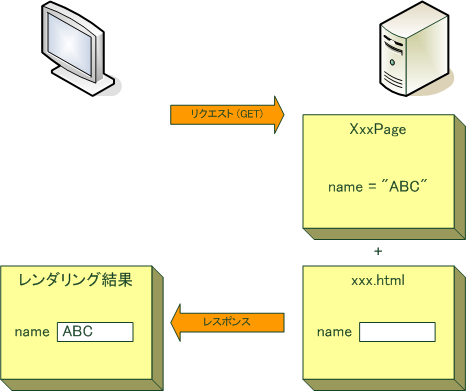 リクエスト(GET)
XxxPage
name = "ABC"
+
レンダリング結果
name ABC
レスポンス
xxx.html
name